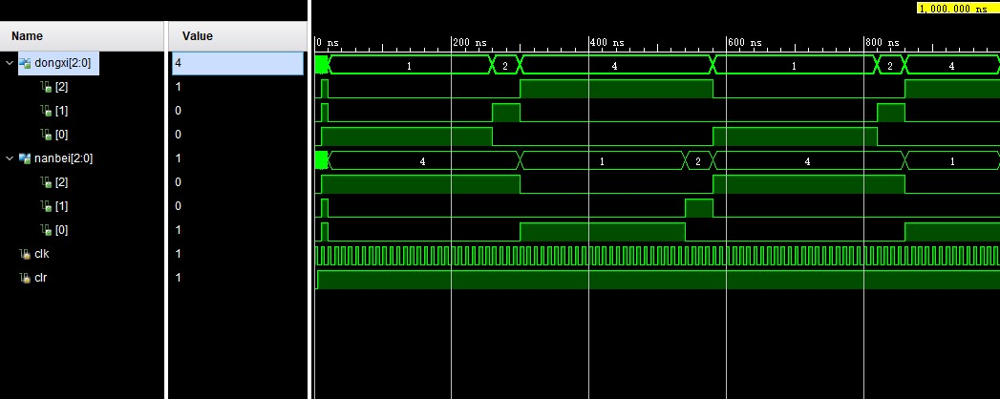 1,000.000 ns
Name Value
0 ns 200 ns 400 ns 600 ns 800 ns
dongxi[2:0] 4 1 2 4 1 2 4
[2] 1
[1] 0
[0] 0
nanbei[2:0] 1 4 1 2 4 1
[2] 0
[1] 0
[0] 1
clk 1
clr 1